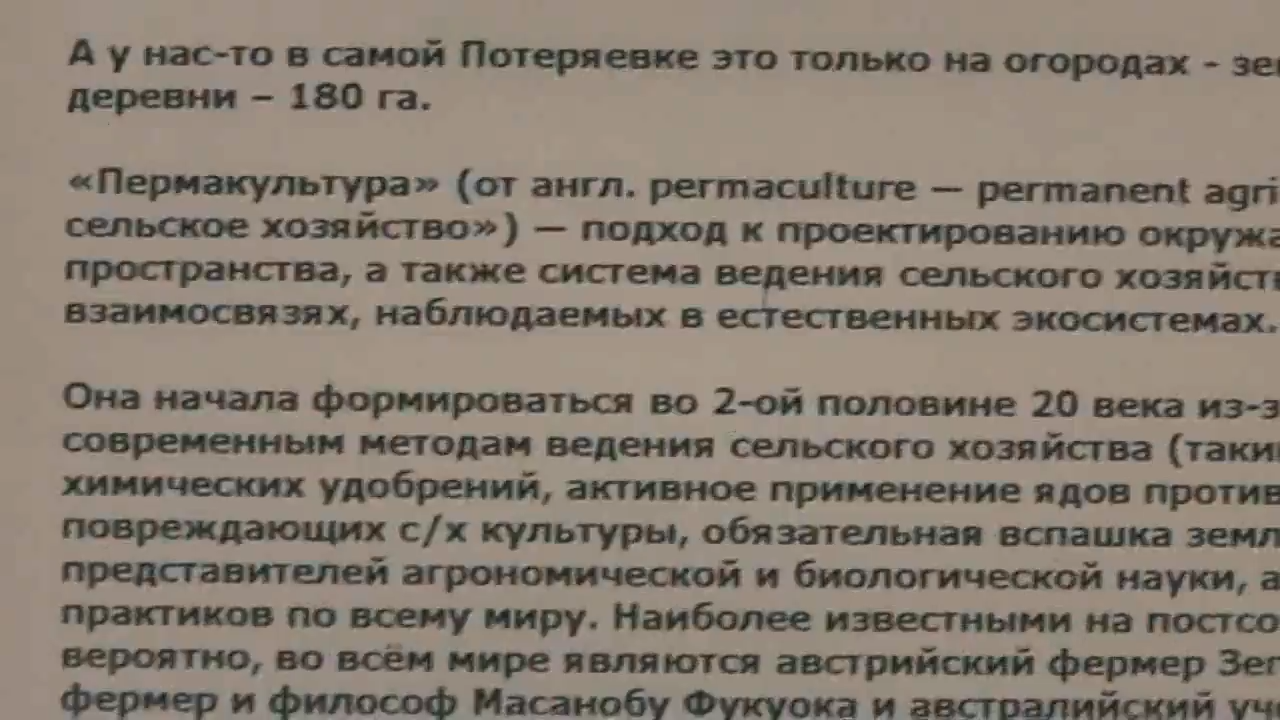 А у нас-то в самой Потеряевке это только на огородах - зе
деревни – 180 га.
«Пермакультура» (от англ. permaculture — permanent agri
сельское хозяйство») — подход к проектированию окружа
пространства, а также система ведения сельского хозяйст
взаимосвязях, наблюдаемых в естественных экосистемах.
Она начала формироваться во 2-ой половине 20 века из-з
современным методам ведения сельского хозяйства (таки
химических удобрений, активное применение ядов против
повреждающих с/х культуры, обязательная вспашка земл
представителей агрономической и биологической науки, а
практиков по всему миру. Наиболее известными на постсо
вероятно, во всём мире являются австрийский фермер Зеп
фермер и философ Масанобу Фукуока и австралийский уч